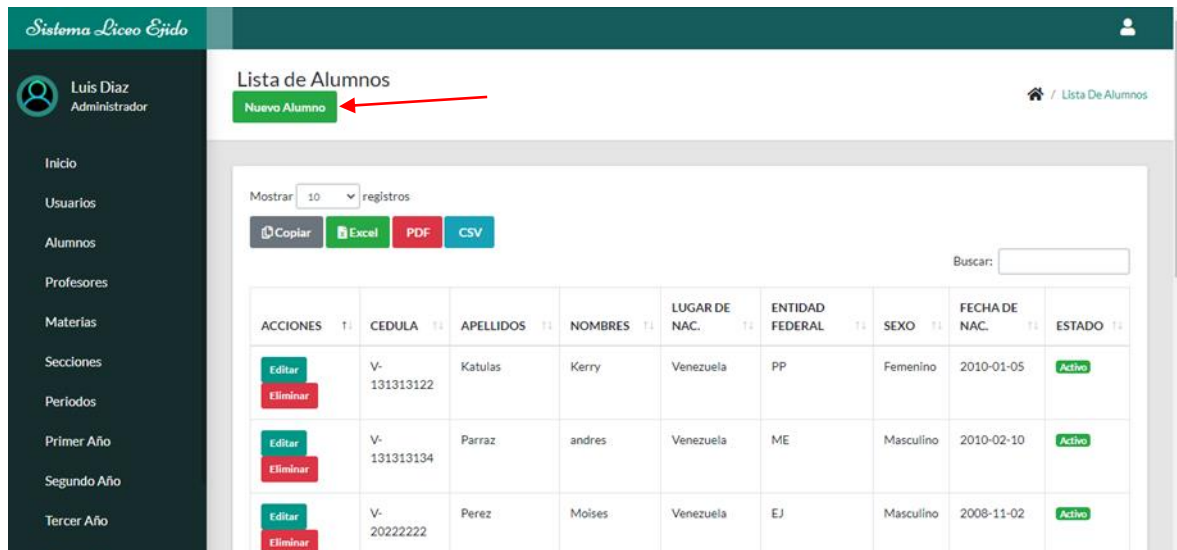 Sistema Liceo Ejido
Luis Diaz
Administrador
Inicio
Usuarios
Alumnos
Profesores
Materias
Secciones
Periodos
Primer Año
Segundo Año
Tercer Año
Lista de Alumnos
Nuevo Alumno
/ Lista De Alumnos
Mostrar 10 registros
Copiar Excel PDF CSV
Buscar:
ACCIONES CEDULA APELLIDOS NOMBRES LUGAR DE NAC. ENTIDAD FEDERAL SEXO FECHA DE NAC. ESTADO
Editar Eliminar V-131313122 Katulas Kerry Venezuela PP Femenino 2010-01-05 Activo
Editar Eliminar V-131313134 Parraz andres Venezuela ME Masculino 2010-02-10 Activo
Editar Eliminar V-20222222 Perez Moises Venezuela EJ Masculino 2008-11-02 Activo